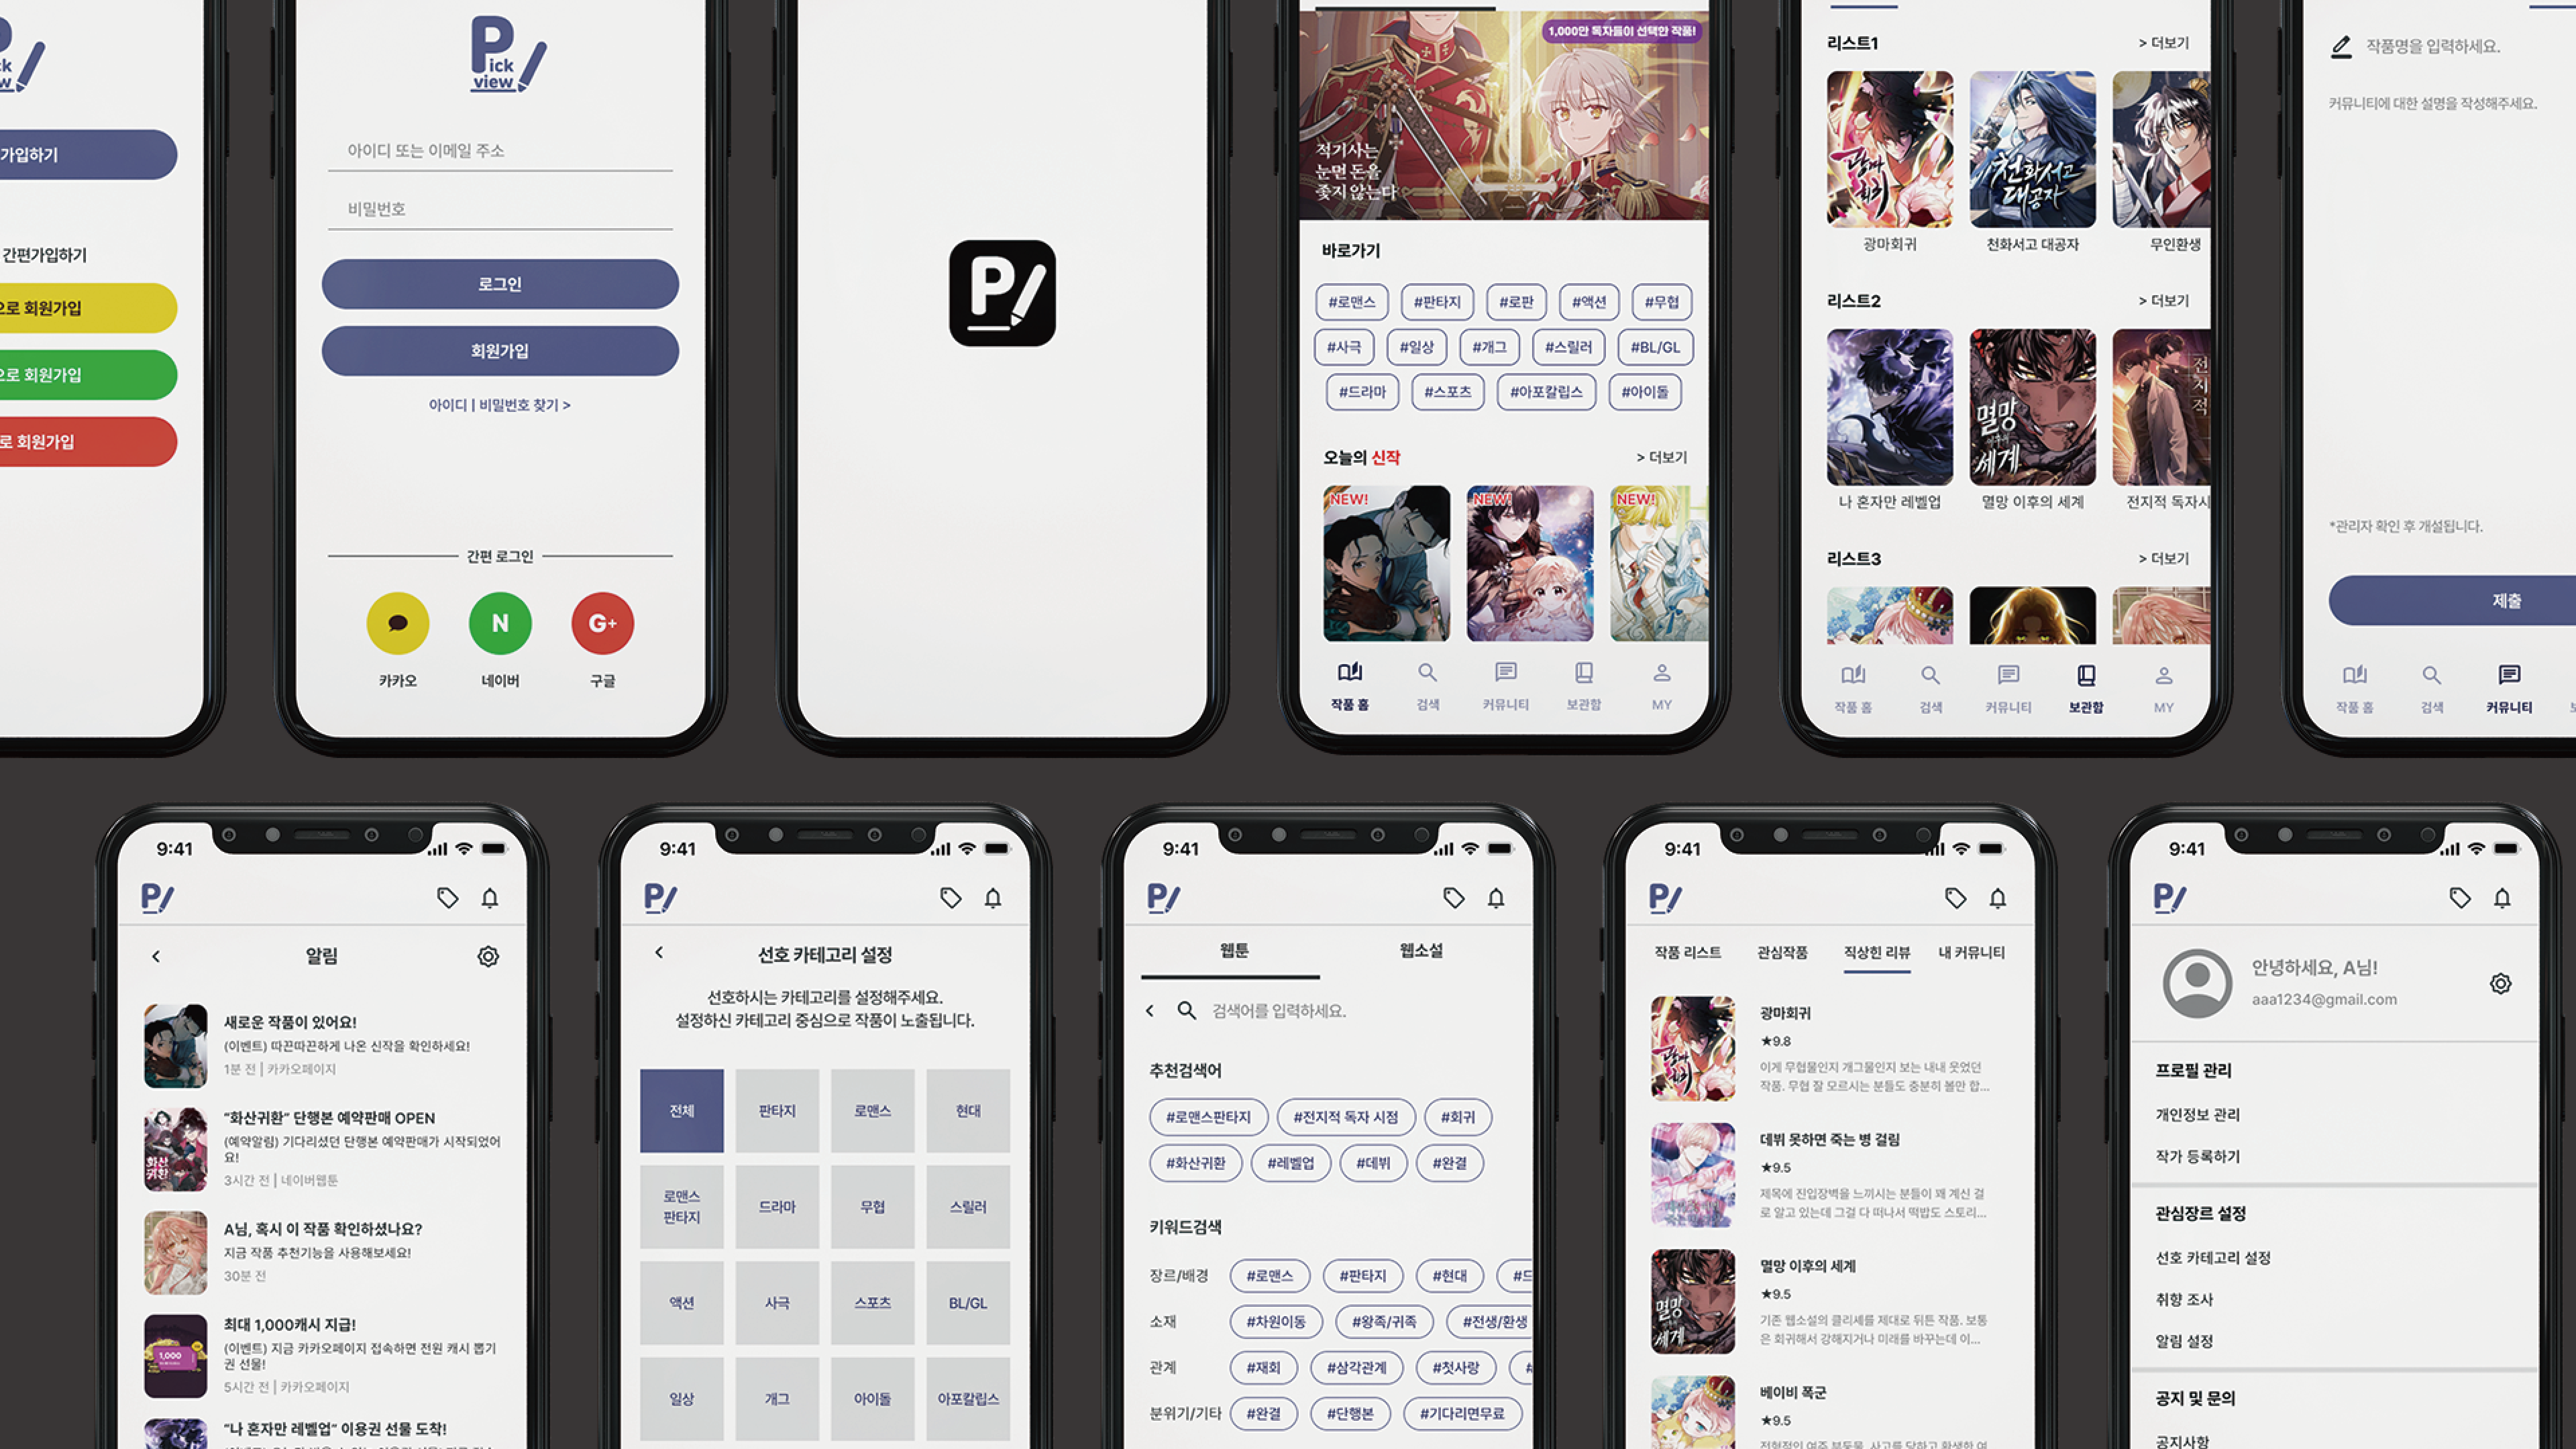 ck
w
가입하기
간편가입하기
으로 회원가입
으로 회원가입
로 회원가입
Pick
view
아이디 또는 이메일 주소
비밀번호
로그인
회원가입
아이디 | 비밀번호 찾기 >
간편 로그인
N
G+
카카오
네이버
구글
P
1,000만 독자들이 선택한 작품!
적기사는
눈먼 돈을
좇지 않는다
바로가기
#로맨스
#판타지
#로판
#액션
#무협
#사극
#일상
#개그
#스릴러
#BL/GL
#드라마
#스포츠
#아포칼립스
#아이돌
오늘의 신작
> 더보기
NEW!
NEW!
NEW!
작품 홈
검색
커뮤니티
보관함
MY
리스트1
> 더보기
광마회귀
천화서고 대공자
광마회귀
천화서고 대공자
무인환생
리스트2
> 더보기
멸망
이후의
세계
전지적
나 혼자만 레벨업
멸망 이후의 세계
전지적 독자시
리스트3
> 더보기
작품 홈
검색
커뮤니티
보관함
MY
작품명을 입력하세요.
커뮤니티에 대한 설명을 작성해주세요.
*관리자 확인 후 개설됩니다.
제출
작품 홈
검색
커뮤니티
9:41
P
알림
새로운 작품이 있어요!
(이벤트) 따끈따끈하게 나온 신작을 확인하세요!
1분 전 | 카카오페이지
화산
귀환
“화산귀환” 단행본 예약판매 OPEN
(예약알림) 기다리셨던 단행본 예약판매가 시작되었어
요!
3시간 전 | 네이버웹툰
A님, 혹시 이 작품 확인하셨나요?
지금 작품 추천기능을 사용해보세요!
30분 전
1,000
최대 1,000캐시 지급!
(이벤트) 지금 카카오페이지 접속하면 전원 캐시 뽑기
권 선물!
5시간 전 | 카카오페이지
“나 혼자만 레벨업” 이용권 선물 도착!
9:41
P
선호 카테고리 설정
선호하시는 카테고리를 설정해주세요.
설정하신 카테고리 중심으로 작품이 노출됩니다.
전체
판타지
로맨스
현대
로맨스
판타지
드라마
무협
스릴러
액션
사극
스포츠
BL/GL
일상
개그
아이돌
아포칼립스
9:41
P
웹툰
웹소설
검색어를 입력하세요.
추천검색어
#로맨스판타지
#전지적 독자 시점
#회귀
#화산귀환
#레벨업
#데뷔
#완결
키워드검색
장르/배경
#로맨스
#판타지
#현대
#드
소재
#차원이동
#왕족/귀족
#전생/환생
관계
#재회
#삼각관계
#첫사랑
#
분위기/기타
#완결
#단행본
#기다리면무료
9:41
P
작품 리스트
관심작품
직상힌 리뷰
내 커뮤니티
광마회귀
광마회귀
★9.8
이게 무협물인지 개그물인지 보는 내내 웃었던
작품. 무협 잘 모르시는 분들도 충분히 볼만 합...
데뷔 못하면 죽는 병 걸림
★9.5
제목에 진입장벽을 느끼시는 분들이 꽤 계신 걸
로 알고 있는데 그걸 다 떠나서 떡밥도 스토리...
멸망
이후의
세계
멸망 이후의 세계
★9.5
기존 웹소설의 클리셰를 제대로 뒤튼 작품. 보통
은 회귀해서 강해지거나 미래를 바꾸는데 이...
베이비 폭군
★9.5
9:41
P
안녕하세요, A님!
aaa1234@gmail.com
프로필 관리
개인정보 관리
작가 등록하기
관심장르 설정
선호 카테고리 설정
취향 조사
알림 설정
공지 및 문의
공지사항